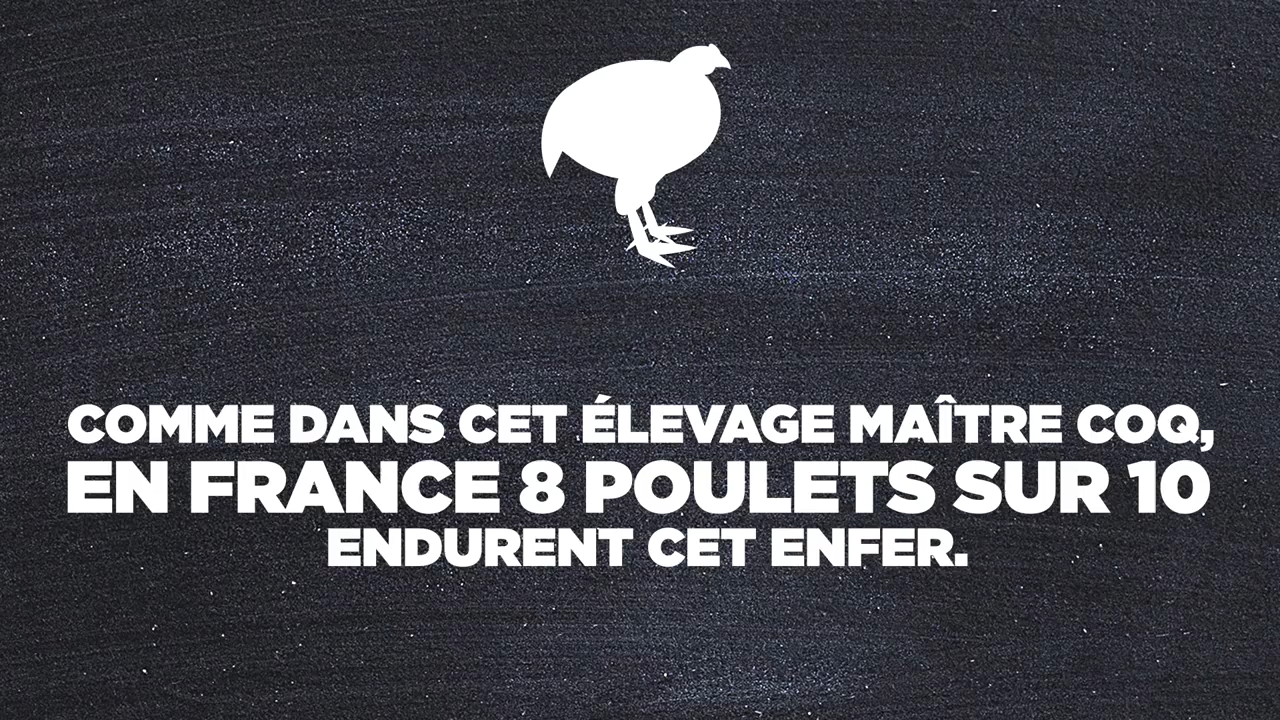 COMME DANS CET ÉLEVAGE MAÎTRE COQ,
EN FRANCE 8 POULETS SUR 10
ENDURENT CET ENFER.